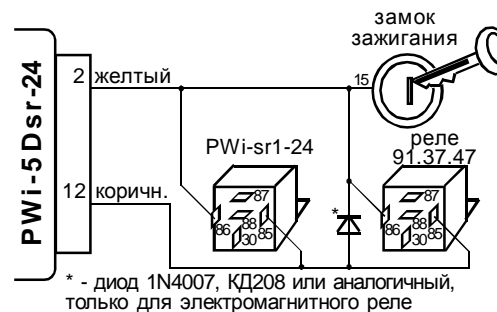 замок
зажигания
PWi-5Dsr-24
2 желтый
15
PWi-sr1-24
реле
91.37.47
12 коричн.
87
86
88
30
85
*
87
86
88
30
85
* - диод 1N4007, КД208 или аналогичный,
только для электромагнитного реле